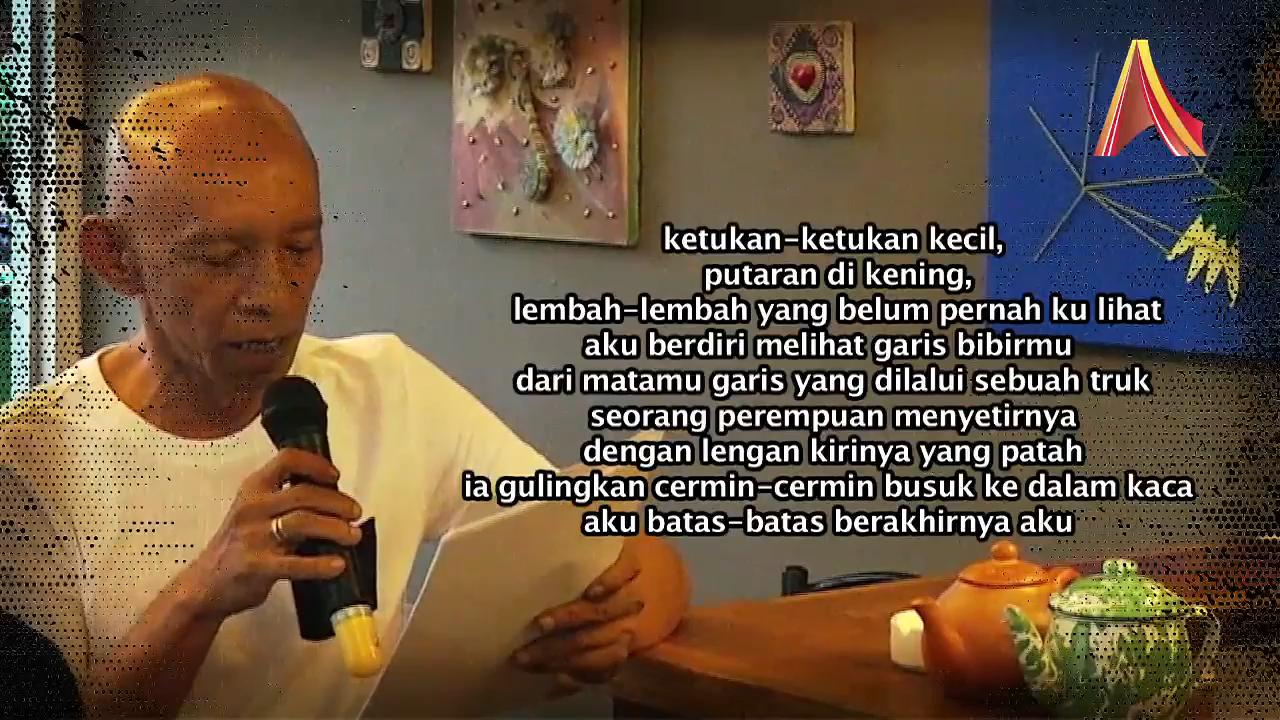 ketukan-ketukan kecil,
putaran di kening,
lembah-lembah yang belum pernah ku lihat
aku berdiri melihat garis bibirmu
dari matamu garis yang dilalui sebuah truk
seorang perempuan menyetirnya
dengan lengan kirinya yang patah
ia gulingkan cermin-cermin busuk ke dalam kaca
aku batas-batas berakhirnya aku